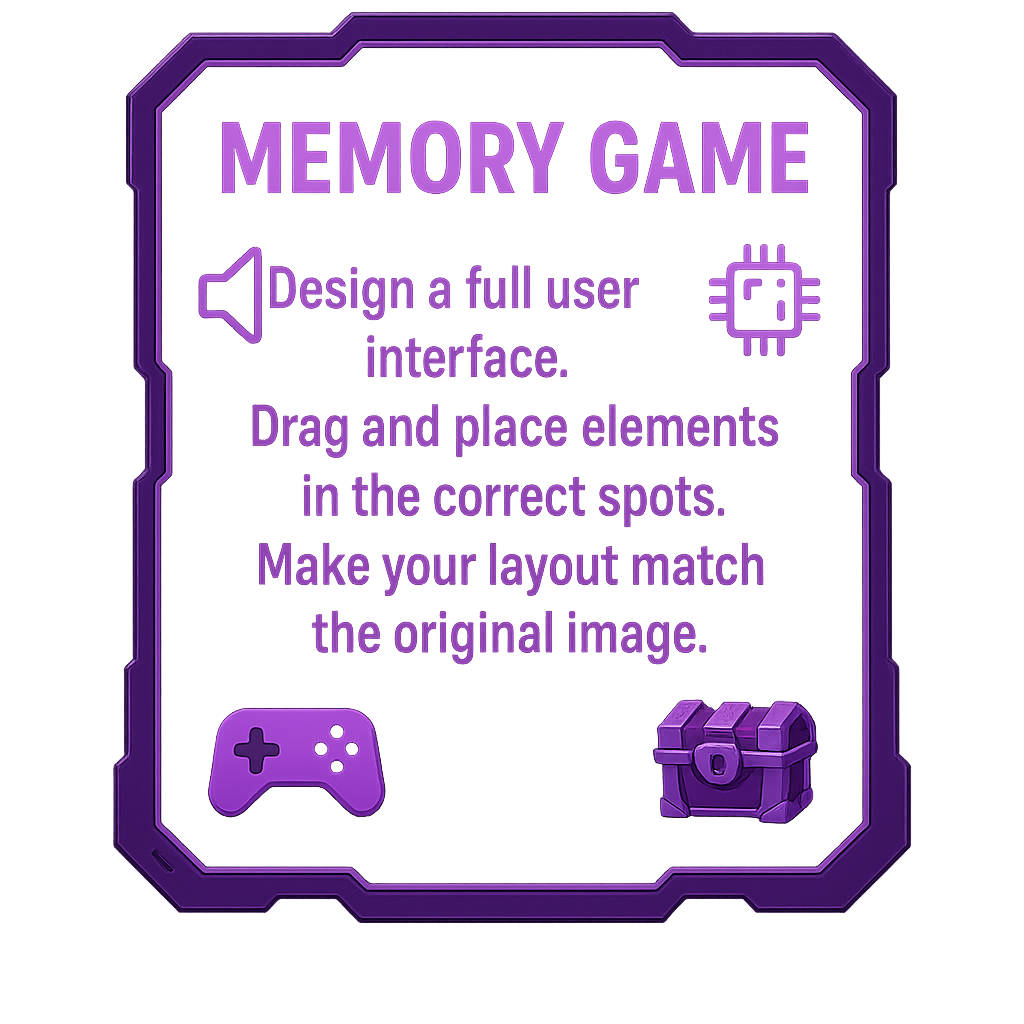 MEMORY GAME
Design a full user
interface.
Drag and place elements
in the correct spots.
Make your layout match
the original image.